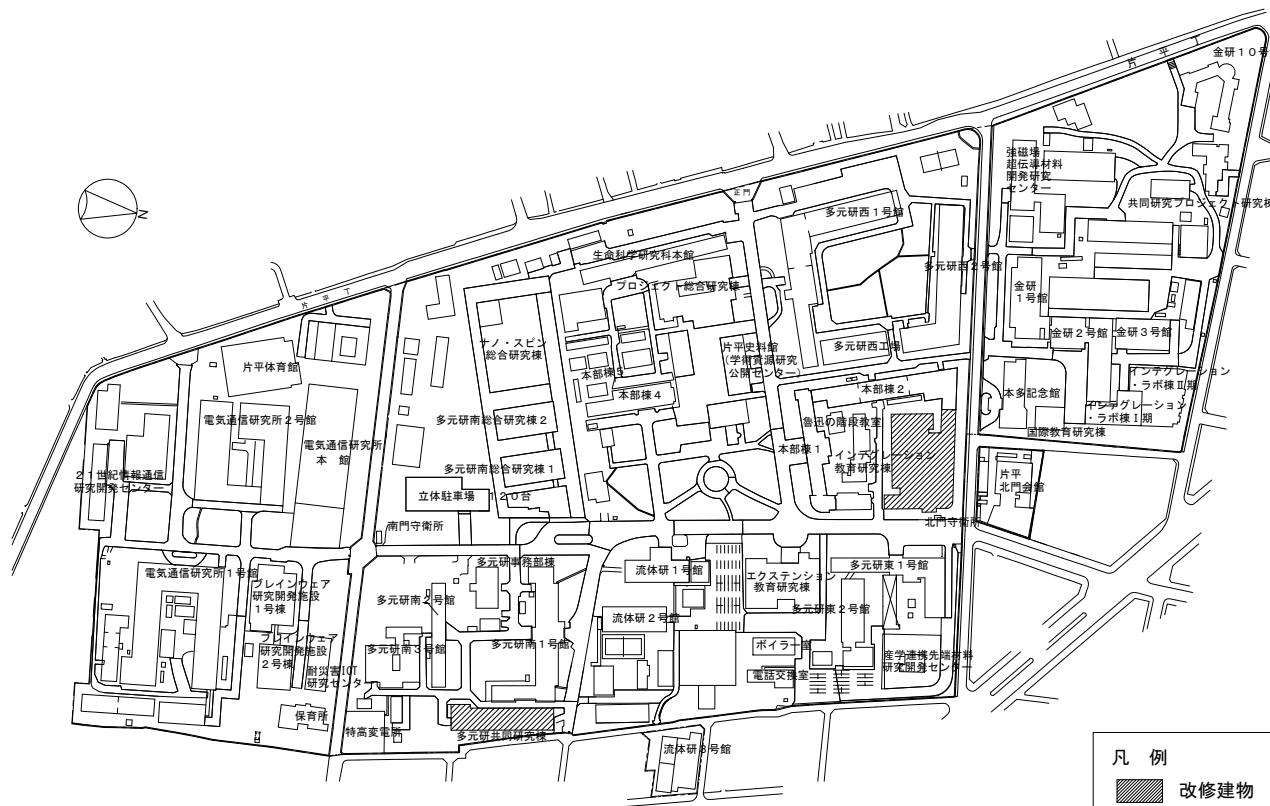 片平丁
金研１０号
強磁場
超伝導材料
開発研究
センター
共同研究プロジェクト研究棟
正門
多元研西１号館
生命科学研究科本館
多元研西２号館
プロジェクト総合研究棟
金研
１号館
金研２号館
金研３号館
片平丁
ナノ・スピン
総合研究棟
片平史料館
（学術資源研究
公開センター）
多元研西工場
片平体育館
本部棟５
本部棟４
本部棟２
本多記念館
インテグレーション
・ラボ棟Ⅱ期
インテグレーション
・ラボ棟Ⅰ期
国際教育研究棟
電気通信研究所２号館
多元研南総合研究棟２
魯迅の階段教室
電気通信研究所
本館
本部棟１
インテグレーション
教育研究棟
２１世紀情報通信
研究開発センター
多元研南総合研究棟１
片平
北門会館
立体駐車場　１２０台
南門守衛所
北門守衛所
多元研事務部棟
電気通信研究所１号館
ブレインウェア
研究開発施設
１号棟
流体研１号館
エクステンション
教育研究棟
多元研東１号館
多元研南２号館
多元研東２号館
流体研２号館
ブレインウェア
研究開発施設
２号棟
多元研南３号館
多元研南１号館
ボイラー室
産学連携先端材料
研究開発センター
耐災害ICT
研究センター
電話交換室
保育所
特高変電所
多元研共同研究棟
流体研３号館
N
凡　例
改修建物